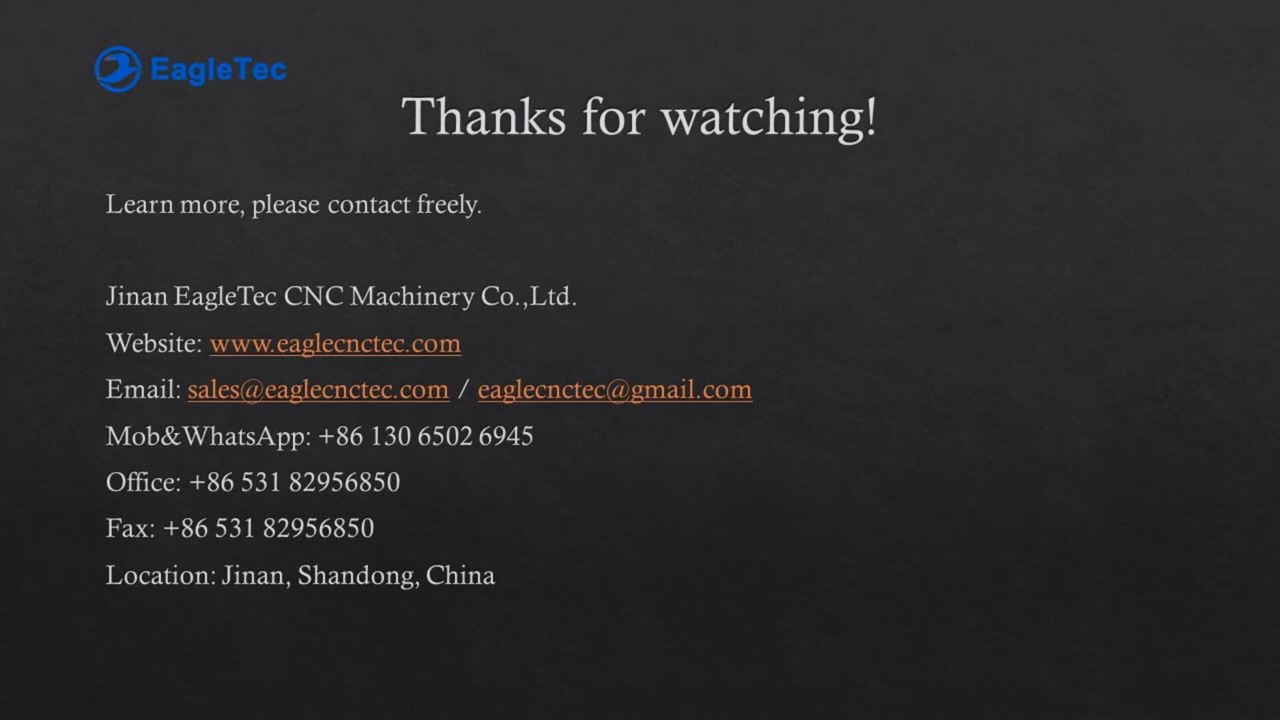 EagleTec
Thanks for watching!
Learn more, please contact freely.
Jinan EagleTec CNC Machinery Co.,Ltd.
Website: www.eaglecnctec.com
Email: sales@eaglecnctec.com / eaglecnctec@gmail.com
Mob&WhatsApp: +86 130 6502 6945
Office: +86 531 82956850
Fax: +86 531 82956850
Location: Jinan, Shandong, China